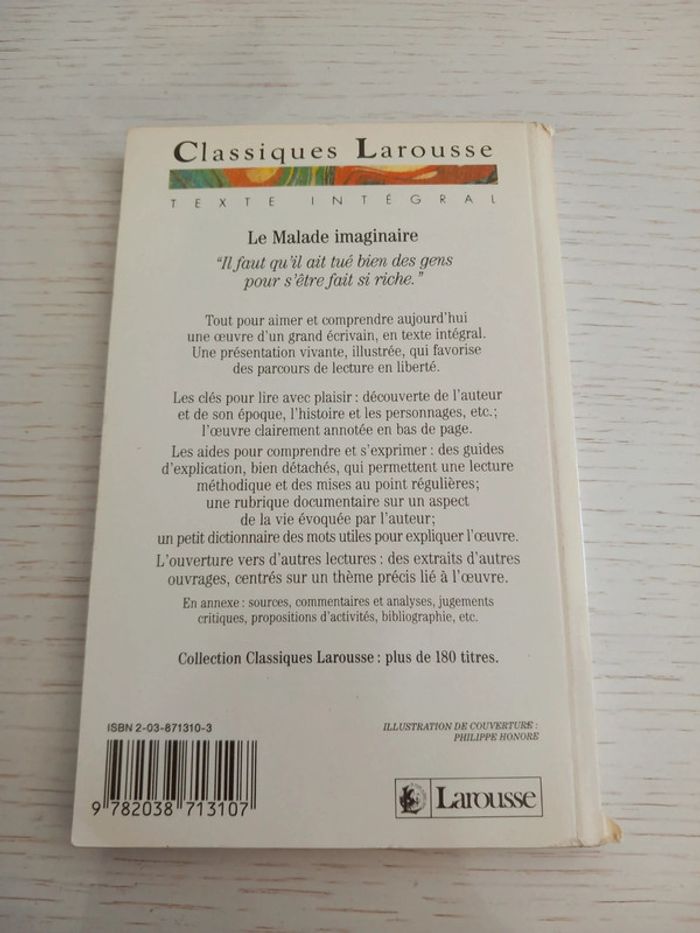 Classiques Larousse
TEXTE INTÉGRAL
Le Malade imaginaire
“Il faut qu'il ait tué bien des gens
pour s'être fait si riche.”
Tout pour aimer et comprendre aujourd'hui
une œuvre d'un grand écrivain, en texte intégral.
Une présentation vivante, illustrée, qui favorise
des parcours de lecture en liberté.
Les clés pour lire avec plaisir : découverte de l'auteur
et de son époque, l'histoire et les personnages, etc.;
l'œuvre clairement annotée en bas de page.
Les aides pour comprendre et s'exprimer : des guides
d'explication, bien détachés, qui permettent une lecture
méthodique et des mises au point régulières;
une rubrique documentaire sur un aspect
de la vie évoquée par l'auteur;
un petit dictionnaire des mots utiles pour expliquer l'œuvre.
L'ouverture vers d'autres lectures : des extraits d'autres
ouvrages, centrés sur un thème précis lié à l'œuvre.
En annexe : sources, commentaires et analyses, jugements
critiques, propositions d'activités, bibliographie, etc.
Collection Classiques Larousse : plus de 180 titres.
ISBN 2-03-871310-3
9 782038 713107
ILLUSTRATION DE COUVERTURE :
PHILIPPE HONORÉ
Larousse